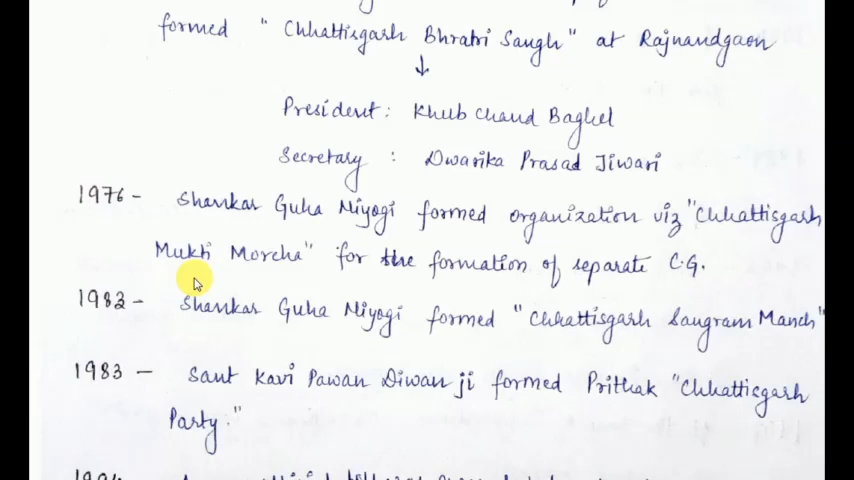 formed "Chhattisgarh Bhratri Sangh" at Rajnandgaon
↓
President: Khub Chand Baghel
Secretary : Dwarika Prasad Tiwari
1976- Shankar Guha Niyogi formed organization viz "Chhattisgarh
Mukti Morcha" for the formation of separate C.G.
1983- Shankar Guha Niyogi formed "Chhattisgarh Sangram Manch"
1983 - Sant Kavi Pawan Diwan ji formed Prithak "Chhattisgarh
Party."